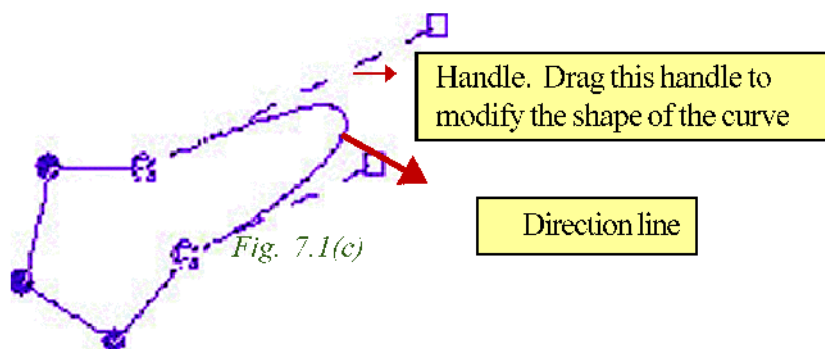 Handle. Drag this handle to
modify the shape of the curve
Direction line
Fig. 7.1(c)